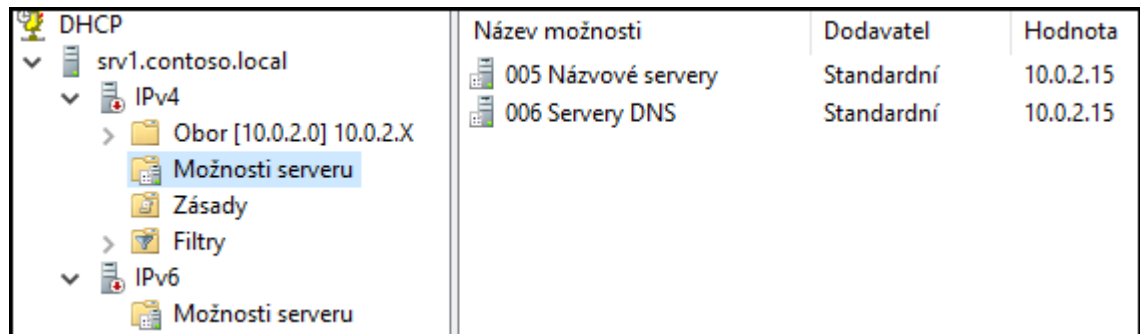 DHCP
srv1.contoso.local
IPv4
Obor [10.0.2.0] 10.0.2.X
Možnosti serveru
Zásady
Filtry
IPv6
Možnosti serveru
Název možnosti Dodavatel Hodnota
005 Názvové servery Standardní 10.0.2.15
006 Servery DNS Standardní 10.0.2.15